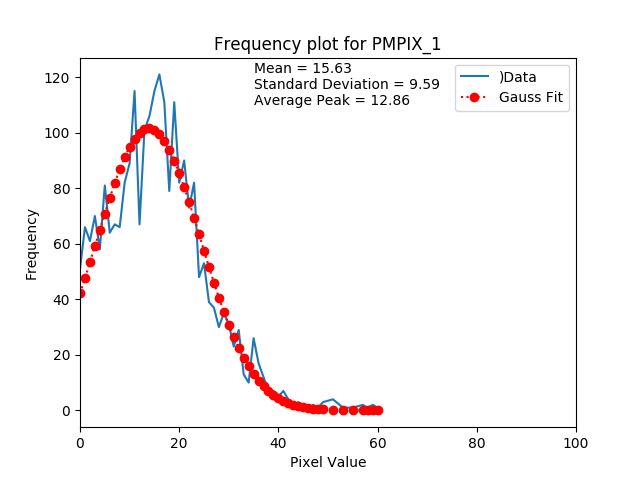 Frequency plot for PMPIX_1
Mean = 15.63
Standard Deviation = 9.59
Average Peak = 12.86
)Data
Gauss Fit
120
100
80
60
40
20
0
Frequency
0 20 40 60 80 100
Pixel Value